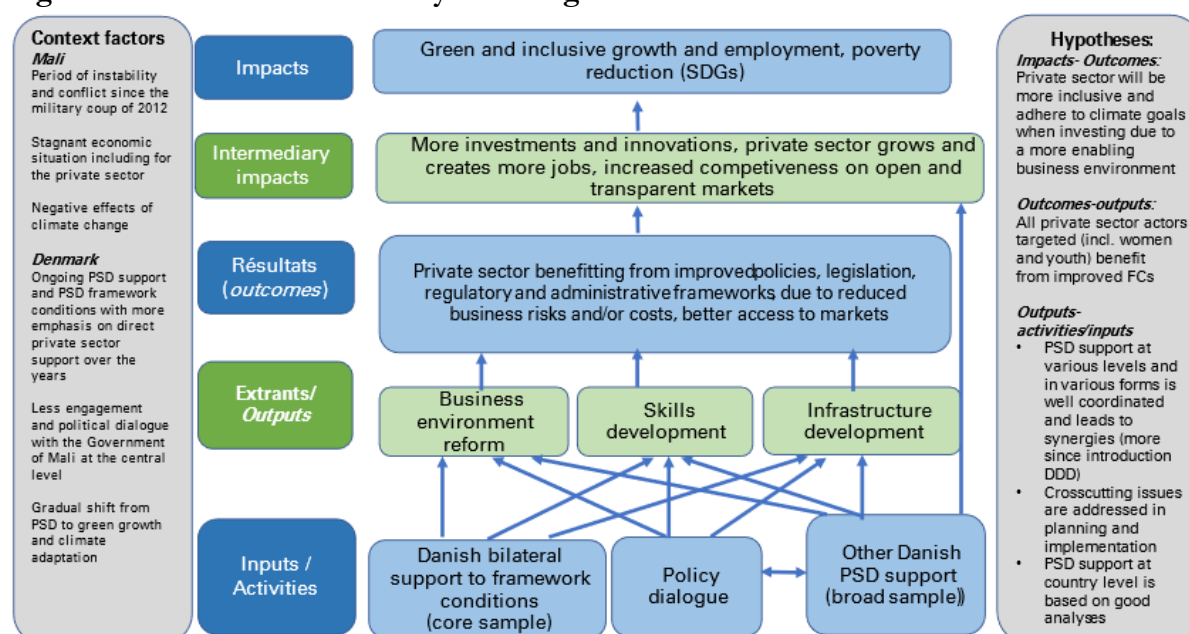 Context factors
Mali
Period of instability
and conflict since the
military coup of 2012
Stagnant economic
situation including for
the private sector
Negative effects of
climate change
Denmark
Ongoing PSD support
and PSD framework
conditions with more
emphasis on direct
private sector
support over the
years
Less engagement
and political dialogue
with the Government
of Mali at the central
level
Gradual shift from
PSD to green growth
and climate
adaptation
Impacts
Green and inclusive growth and employment, poverty
reduction (SDGs)
Intermediary
impacts
More investments and innovations, private sector grows and
creates more jobs, increased competiveness on open and
transparent markets
Résultats
(outcomes)
Private sector benefitting from improved policies, legislation,
regulatory and administrative frameworks, due to reduced
business risks and/or costs, better access to markets
Extrants/
Outputs
Business
environment
reform
Skills
development
Infrastructure
development
Inputs /
Activities
Danish bilateral
support to framework
conditions
(core sample)
Policy
dialogue
Other Danish
PSD support
(broad sample))
Hypotheses:
Impacts- Outcomes:
Private sector will be
more inclusive and
adhere to climate goals
when investing due to
a more enabling
business environment
Outcomes-outputs:
All private sector actors
targeted (incl. women
and youth) benefit
from improved FCs
Outputs-
activities/inputs
• PSD support at
various levels and
in various forms is
well coordinated
and leads to
synergies (more
since introduction
DDD)
• Crosscutting issues
are addressed in
planning and
implementation
• PSD support at
country level is
based on good
analyses